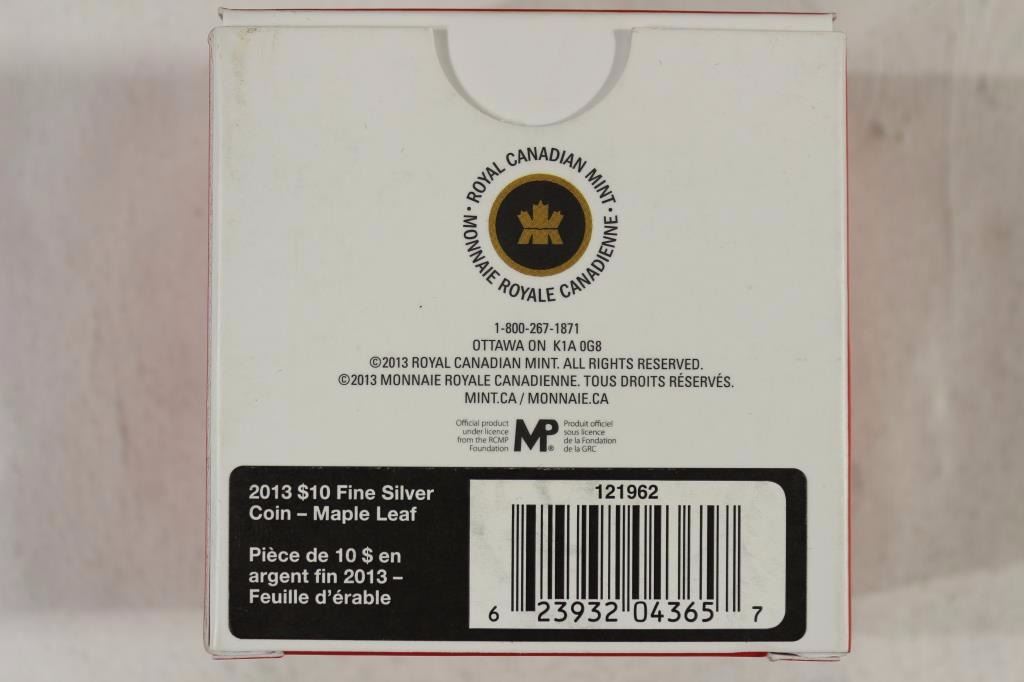 ROYAL CANADIAN MINT ·
MONNAIE ROYALE CANADIENNE ·
1-800-267-1871
OTTAWA ON K1A 0G8
©2013 ROYAL CANADIAN MINT. ALL RIGHTS RESERVED.
©2013 MONNAIE ROYALE CANADIENNE. TOUS DROITS RÉSERVÉS.
MINT.CA / MONNAIE.CA
Official product
under licence
from the RCMP
Foundation
MP®
Produit officiel
sous licence
de la Fondation
de la GRC
2013 $10 Fine Silver
Coin – Maple Leaf
Pièce de 10 $ en
argent fin 2013 –
Feuille d'érable
121962
6 23932 04365 7